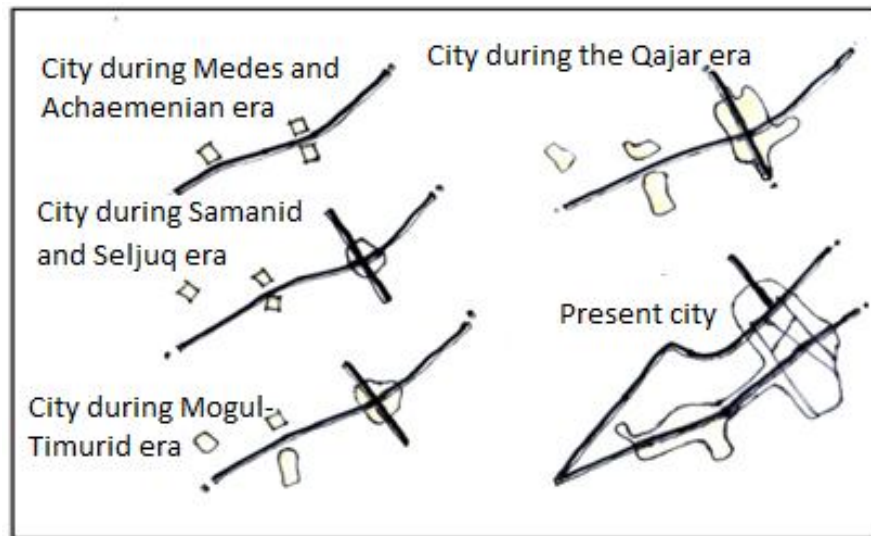 City during Medes and
Achaemenian era
City during Samanid
and Seljuq era
City during Mogul-
Timurid era
City during the Qajar era
Present city